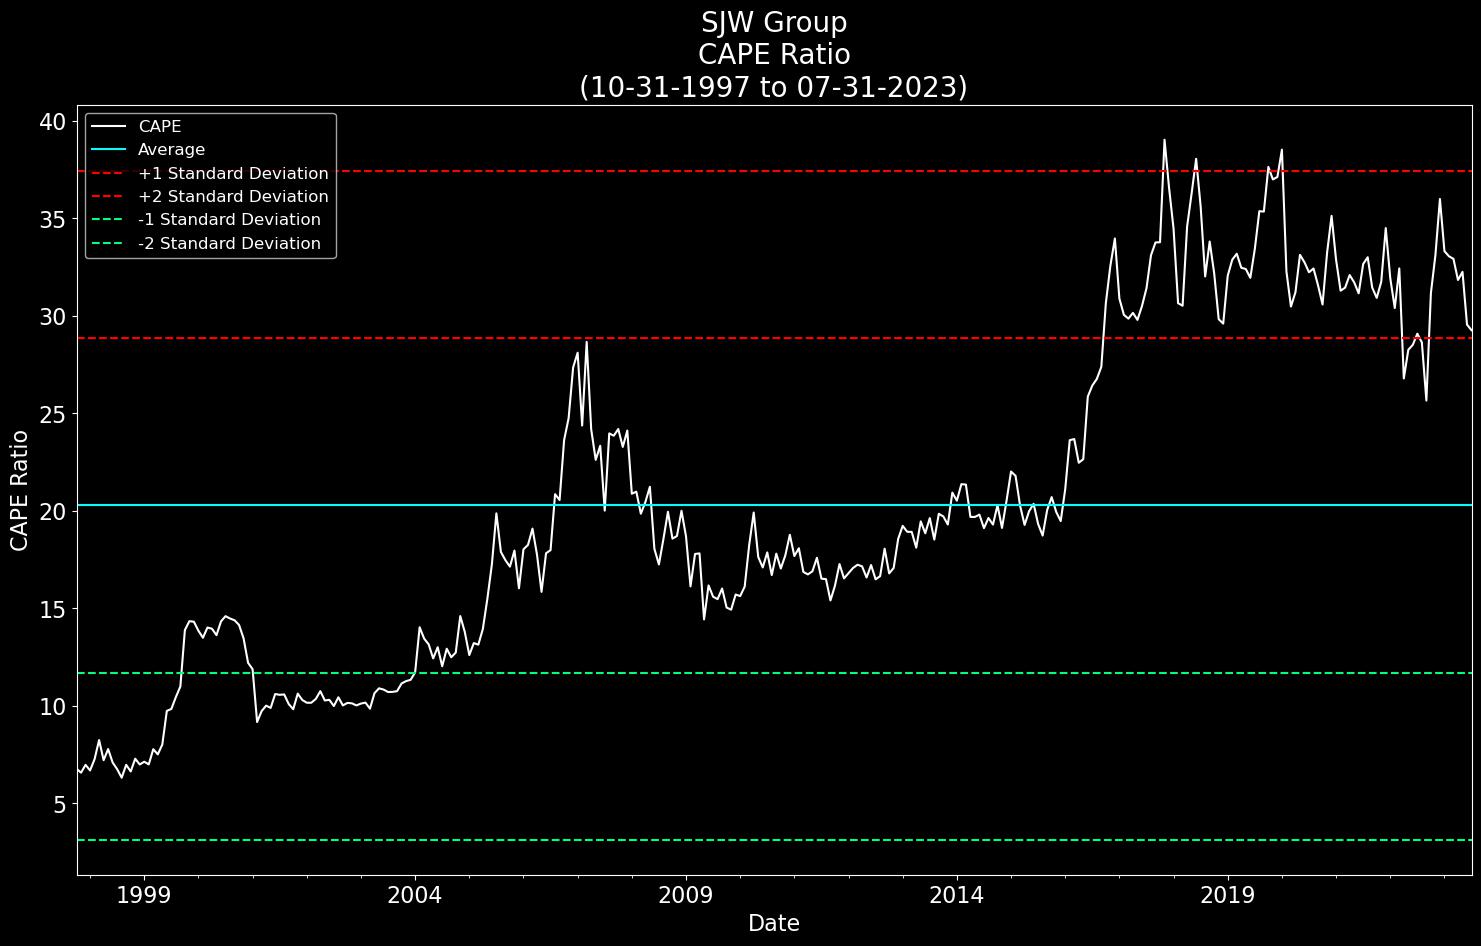 SJW Group
CAPE Ratio
(10-31-1997 to 07-31-2023)
CAPE
Average
+1 Standard Deviation
+2 Standard Deviation
-1 Standard Deviation
-2 Standard Deviation
40
35
30
25
20
15
10
5
CAPE Ratio
1999
2004
2009
2014
2019
Date